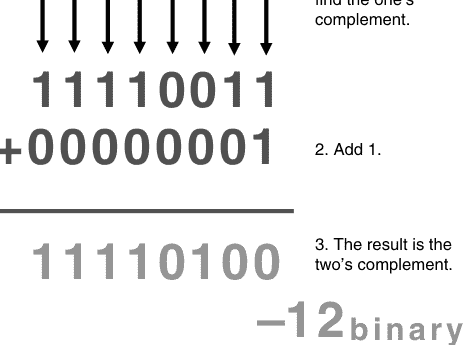 find the one's
complement.
11110011
+00000001
2. Add 1.
11110100
3. The result is the
two's complement.
–12binary